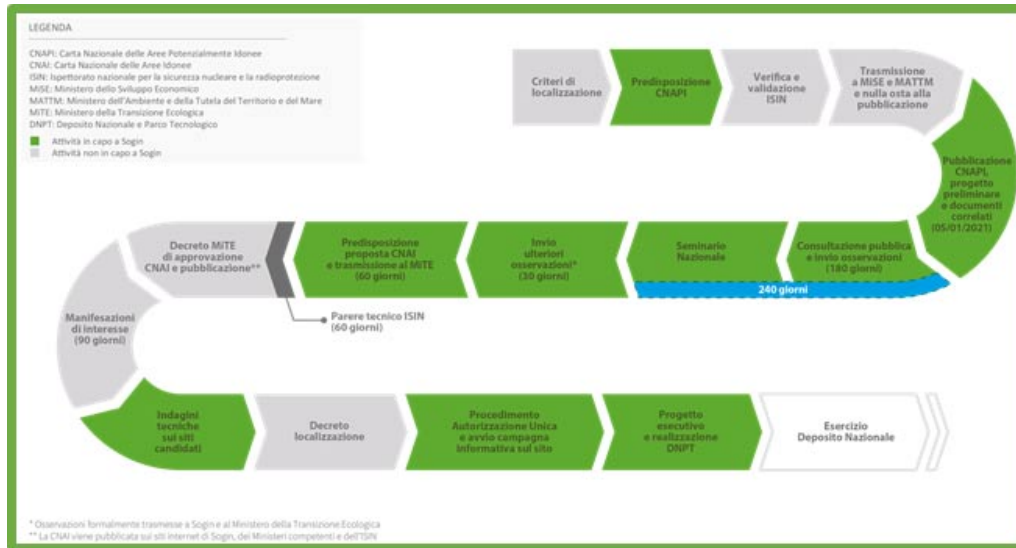 LEGENDA
CNAPI: Carta Nazionale delle Aree Potenzialmente Idonee
CNAI: Carta Nazionale delle Aree Idonee
ISIN: Ispettorato nazionale per la sicurezza nucleare e la radioprotezione
MiSE: Ministero dello Sviluppo Economico
MATTM: Ministero dell'Ambiente e della Tutela del Territorio e del Mare
MiTE: Ministero della Transizione Ecologica
DNPT: Deposito Nazionale e Parco Tecnologico
Attività in capo a Sogin
Attività non in capo a Sogin
Criteri di
localizzazione
Predisposizione
CNAPI
Verifica e
validazione
ISIN
Trasmissione
a MiSE e MATTM
e nulla osta alla
pubblicazione
Pubblicazione
CNAPI,
progetto
preliminare
e documenti
correlati
(05/01/2021)
Consultazione pubblica
e invio osservazioni
(180 giorni)
Seminario
Nazionale
240 giorni
Invio
ulteriori
osservazioni*
(30 giorni)
Predisposizione
proposta CNAI
e trasmissione al MiTE
(60 giorni)
Parere tecnico ISIN
(60 giorni)
Decreto MiTE
di approvazione
CNAI e pubblicazione**
Manifesazioni
di interesse
(90 giorni)
Indagini
tecniche
sui siti
candidati
Decreto
localizzazione
Procedimento
Autorizzazione Unica
e avvio campagna
informativa sul sito
Progetto
esecutivo
e realizzazione
DNPT
Esercizio
Deposito Nazionale
* Osservazioni formalmente trasmesse a Sogin e al Ministero della Transizione Ecologica
** La CNAI viene pubblicata sui siti internet di Sogin, dei Ministeri competenti e dell'ISIN